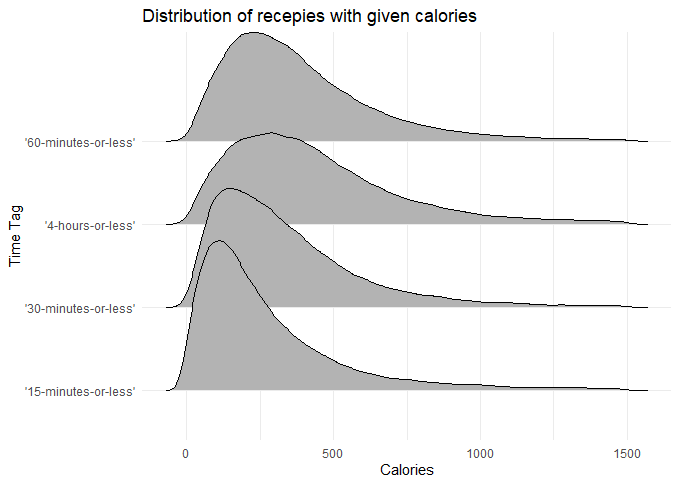 Distribution of recepies with given calories
'60-minutes-or-less'
'4-hours-or-less'
'30-minutes-or-less'
'15-minutes-or-less'
Time Tag
0 500 1000 1500
Calories